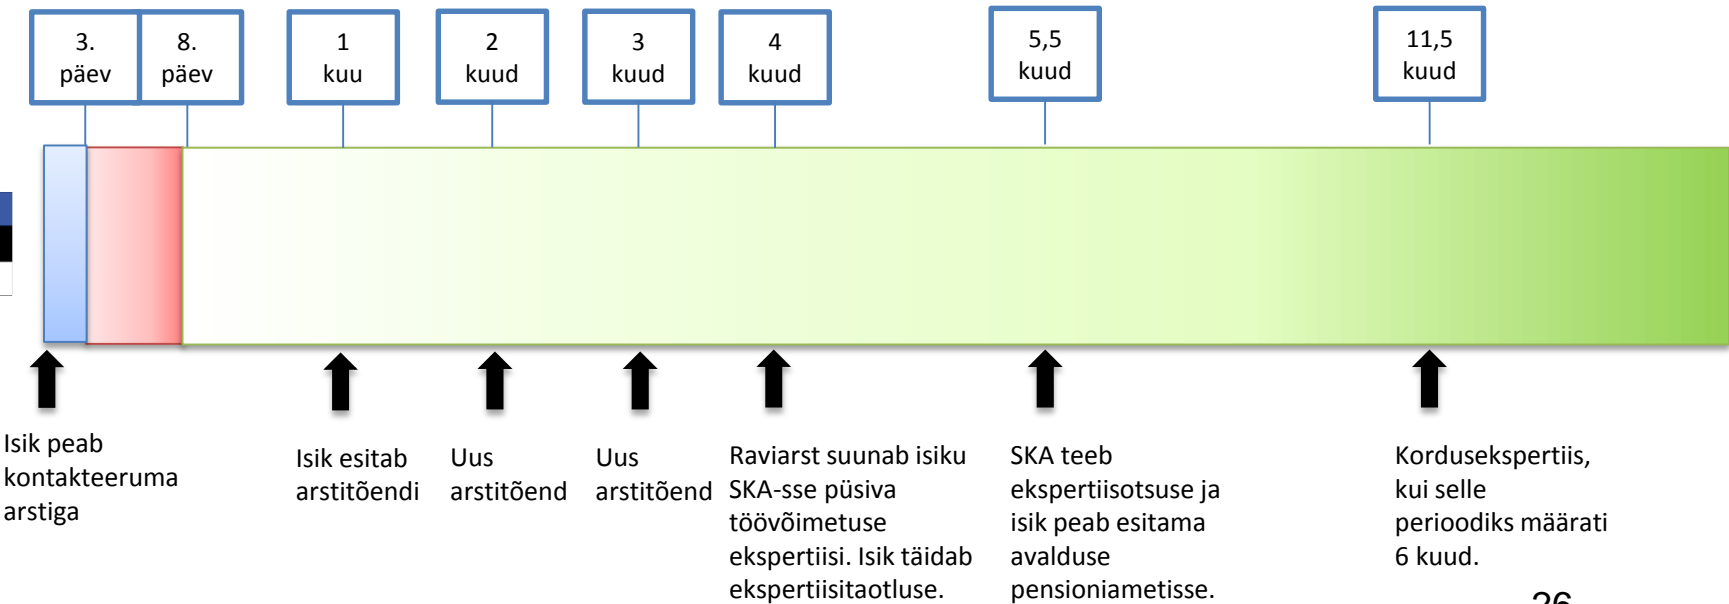 3.
päev
8.
päev
1
kuu
2
kuud
3
kuud
4
kuud
5,5
kuud
11,5
kuud
Isik peab
kontakteeruma
arstiga
Isik esitab
arstitõendi
Uus
arstitõend
Uus
arstitõend
Raviarst suunab isiku
SKA-sse püsiva
töövõimetuse
ekspertiisi. Isik täidab
ekspertiisitaotluse.
SKA teeb
ekspertiisotsuse ja
isik peab esitama
avalduse
pensioniametisse.
Kordusekspertiis,
kui selle
perioodiks määrati
6 kuud.
26